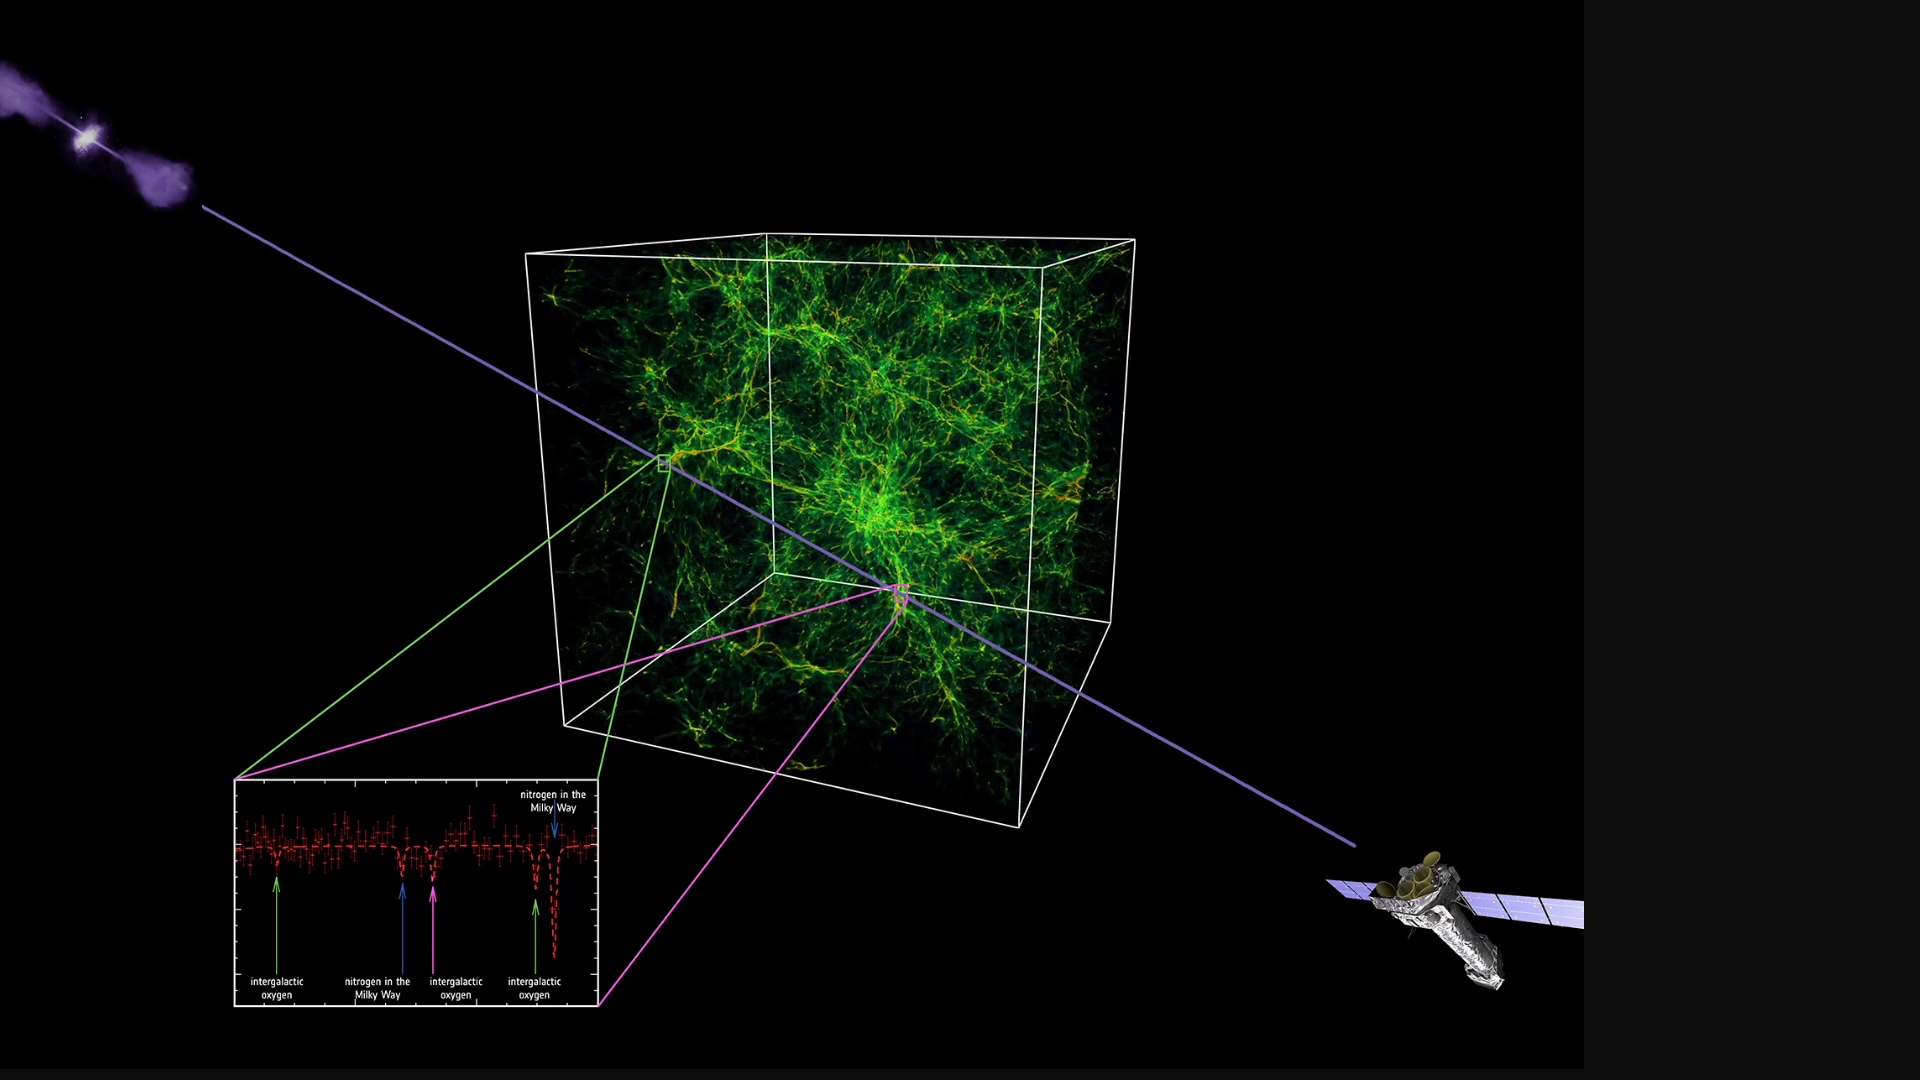 nitrogen in the
Milky Way
intergalactic
oxygen
nitrogen in the
Milky Way
intergalactic
oxygen
intergalactic
oxygen